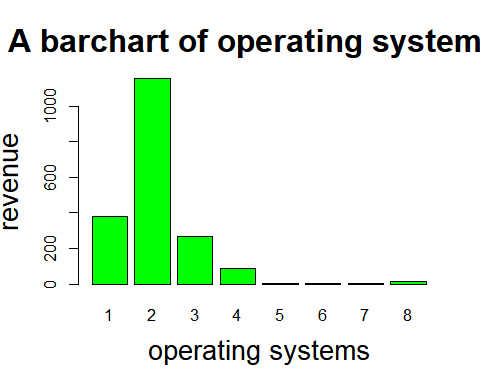 A barchart of operating system
revenue
1000
600
200
0
1 2 3 4 5 6 7 8
operating systems